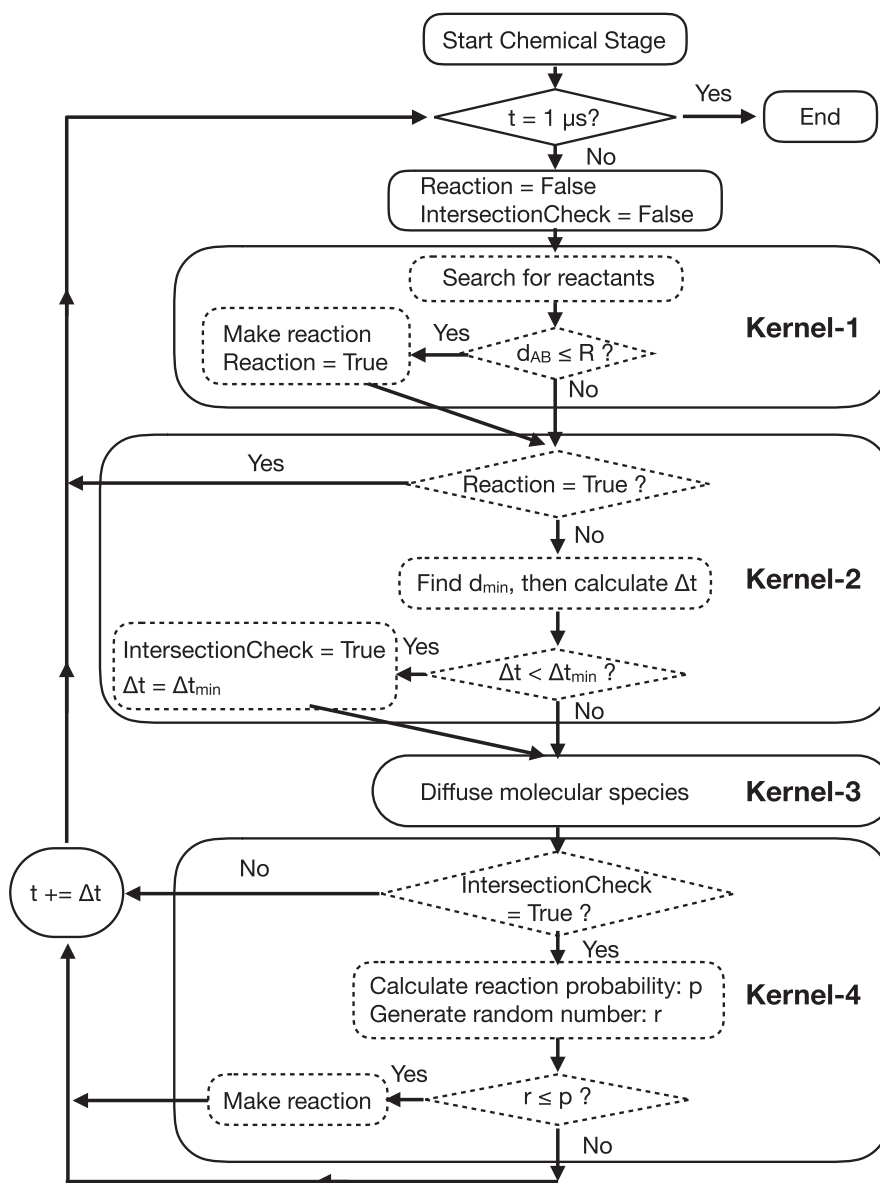 Start Chemical Stage
t = 1 μs?
Yes
End
No
Reaction = False
IntersectionCheck = False
Search for reactants
Kernel-1
Make reaction
Reaction = True
Yes
dAB ≤ R ?
No
Yes
Reaction = True ?
No
Find dmin, then calculate Δt
Kernel-2
IntersectionCheck = True
Δt = Δtmin
Yes
Δt < Δtmin ?
No
Diffuse molecular species
Kernel-3
No
t += Δt
IntersectionCheck
= True ?
Yes
Calculate reaction probability: p
Generate random number: r
Kernel-4
Make reaction
Yes
r ≤ p ?
No